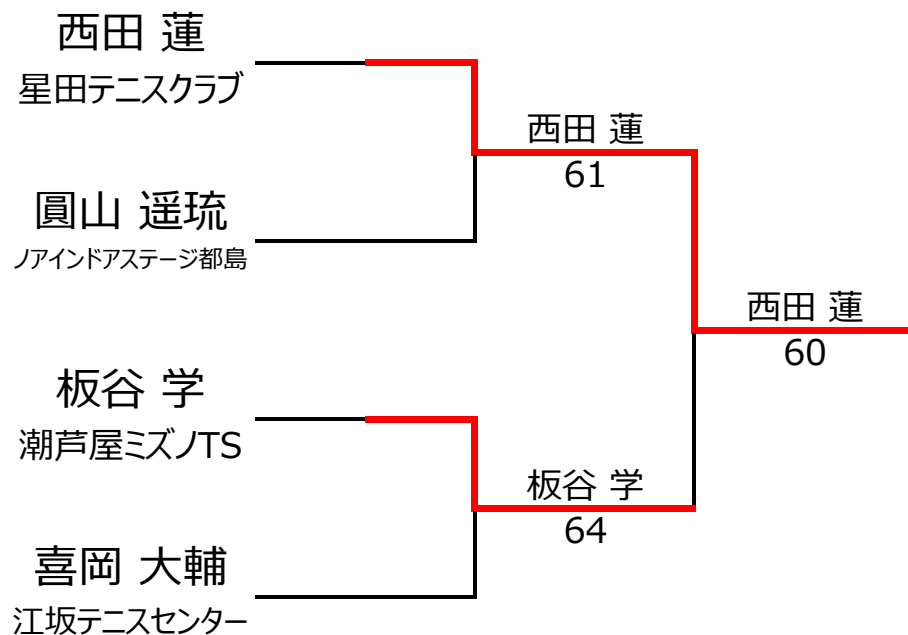 西田 蓮
星田テニスクラブ
西田 蓮
61
圓山 遥琉
ノアインドアステージ都島
西田 蓮
60
板谷 学
潮芦屋ミズノTS
板谷 学
64
喜岡 大輔
江坂テニスセンター